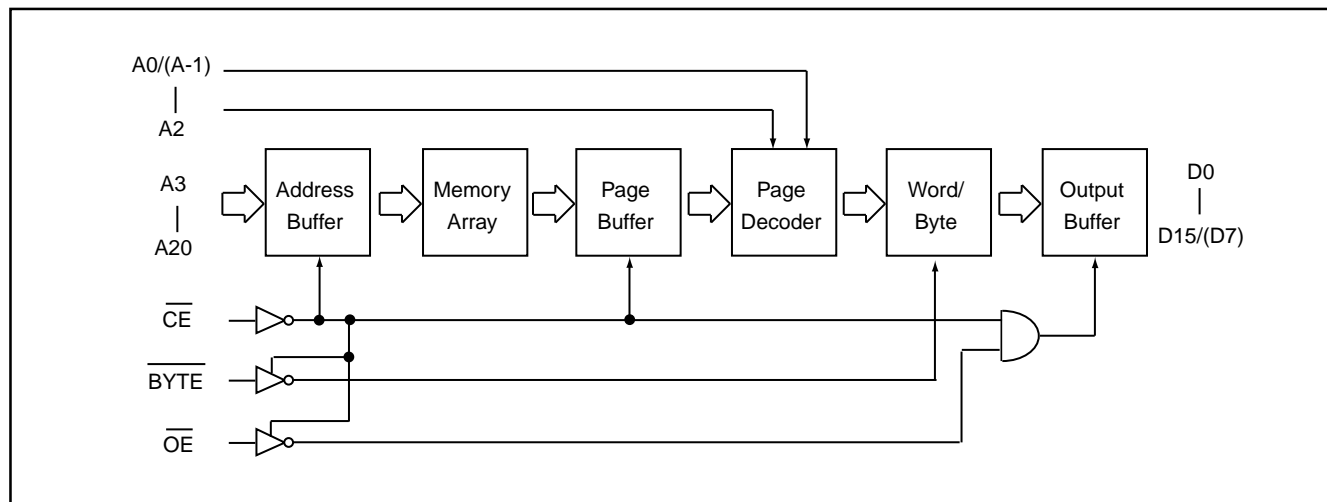 A0/(A-1)
A2
A3
A20
Address
Buffer
Memory
Array
Page
Buffer
Page
Decoder
Word/
Byte
Output
Buffer
D0
D15/(D7)
CE
BYTE
OE